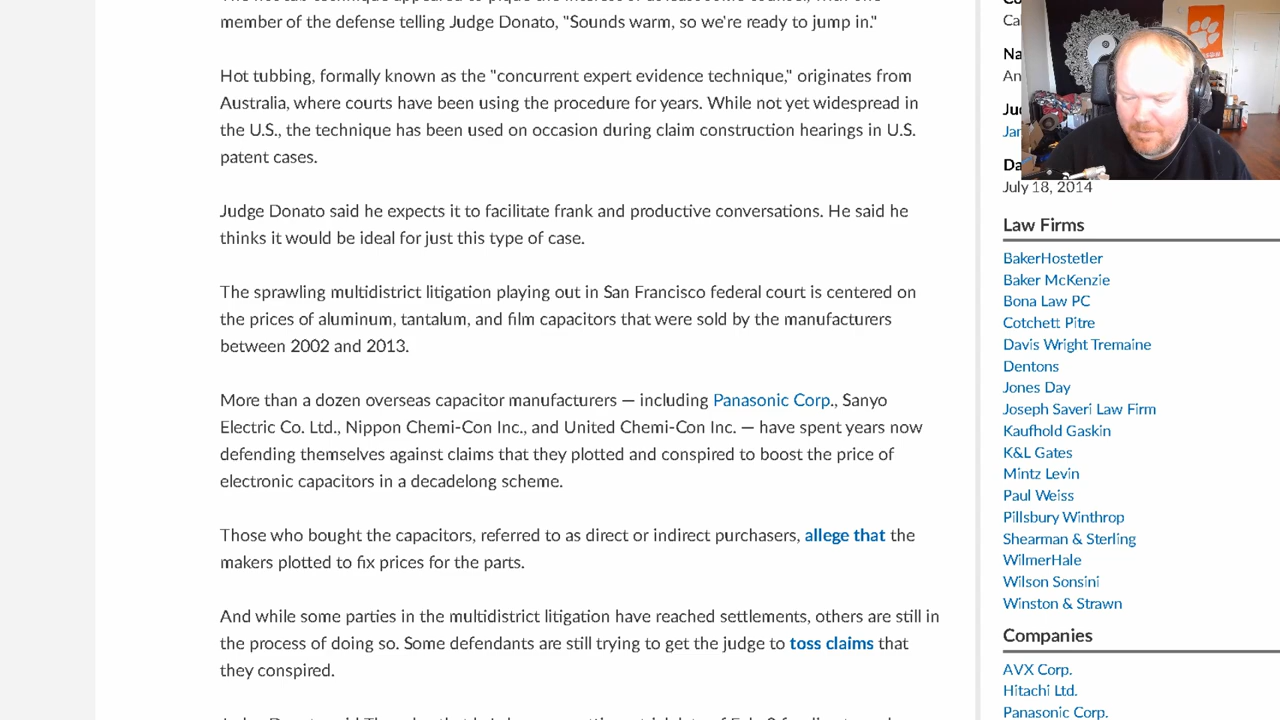 member of the defense telling Judge Donato, "Sounds warm, so we're ready to jump in."
Hot tubbing, formally known as the "concurrent expert evidence technique," originates from
Australia, where courts have been using the procedure for years. While not yet widespread in
the U.S., the technique has been used on occasion during claim construction hearings in U.S.
patent cases.
Judge Donato said he expects it to facilitate frank and productive conversations. He said he
thinks it would be ideal for just this type of case.
The sprawling multidistrict litigation playing out in San Francisco federal court is centered on
the prices of aluminum, tantalum, and film capacitors that were sold by the manufacturers
between 2002 and 2013.
More than a dozen overseas capacitor manufacturers — including Panasonic Corp., Sanyo
Electric Co. Ltd., Nippon Chemi-Con Inc., and United Chemi-Con Inc. — have spent years now
defending themselves against claims that they plotted and conspired to boost the price of
electronic capacitors in a decadelong scheme.
Those who bought the capacitors, referred to as direct or indirect purchasers, allege that the
makers plotted to fix prices for the parts.
And while some parties in the multidistrict litigation have reached settlements, others are still in
the process of doing so. Some defendants are still trying to get the judge to toss claims that
they conspired.
Ca
Na
An
Ju
Jar
Da
July 18, 2014
Law Firms
BakerHostetler
Baker McKenzie
Bona Law PC
Cotchett Pitre
Davis Wright Tremaine
Dentons
Jones Day
Joseph Saveri Law Firm
Kaufhold Gaskin
K&L Gates
Mintz Levin
Paul Weiss
Pillsbury Winthrop
Shearman & Sterling
WilmerHale
Wilson Sonsini
Winston & Strawn
Companies
AVX Corp.
Hitachi Ltd.
Panasonic Corp.